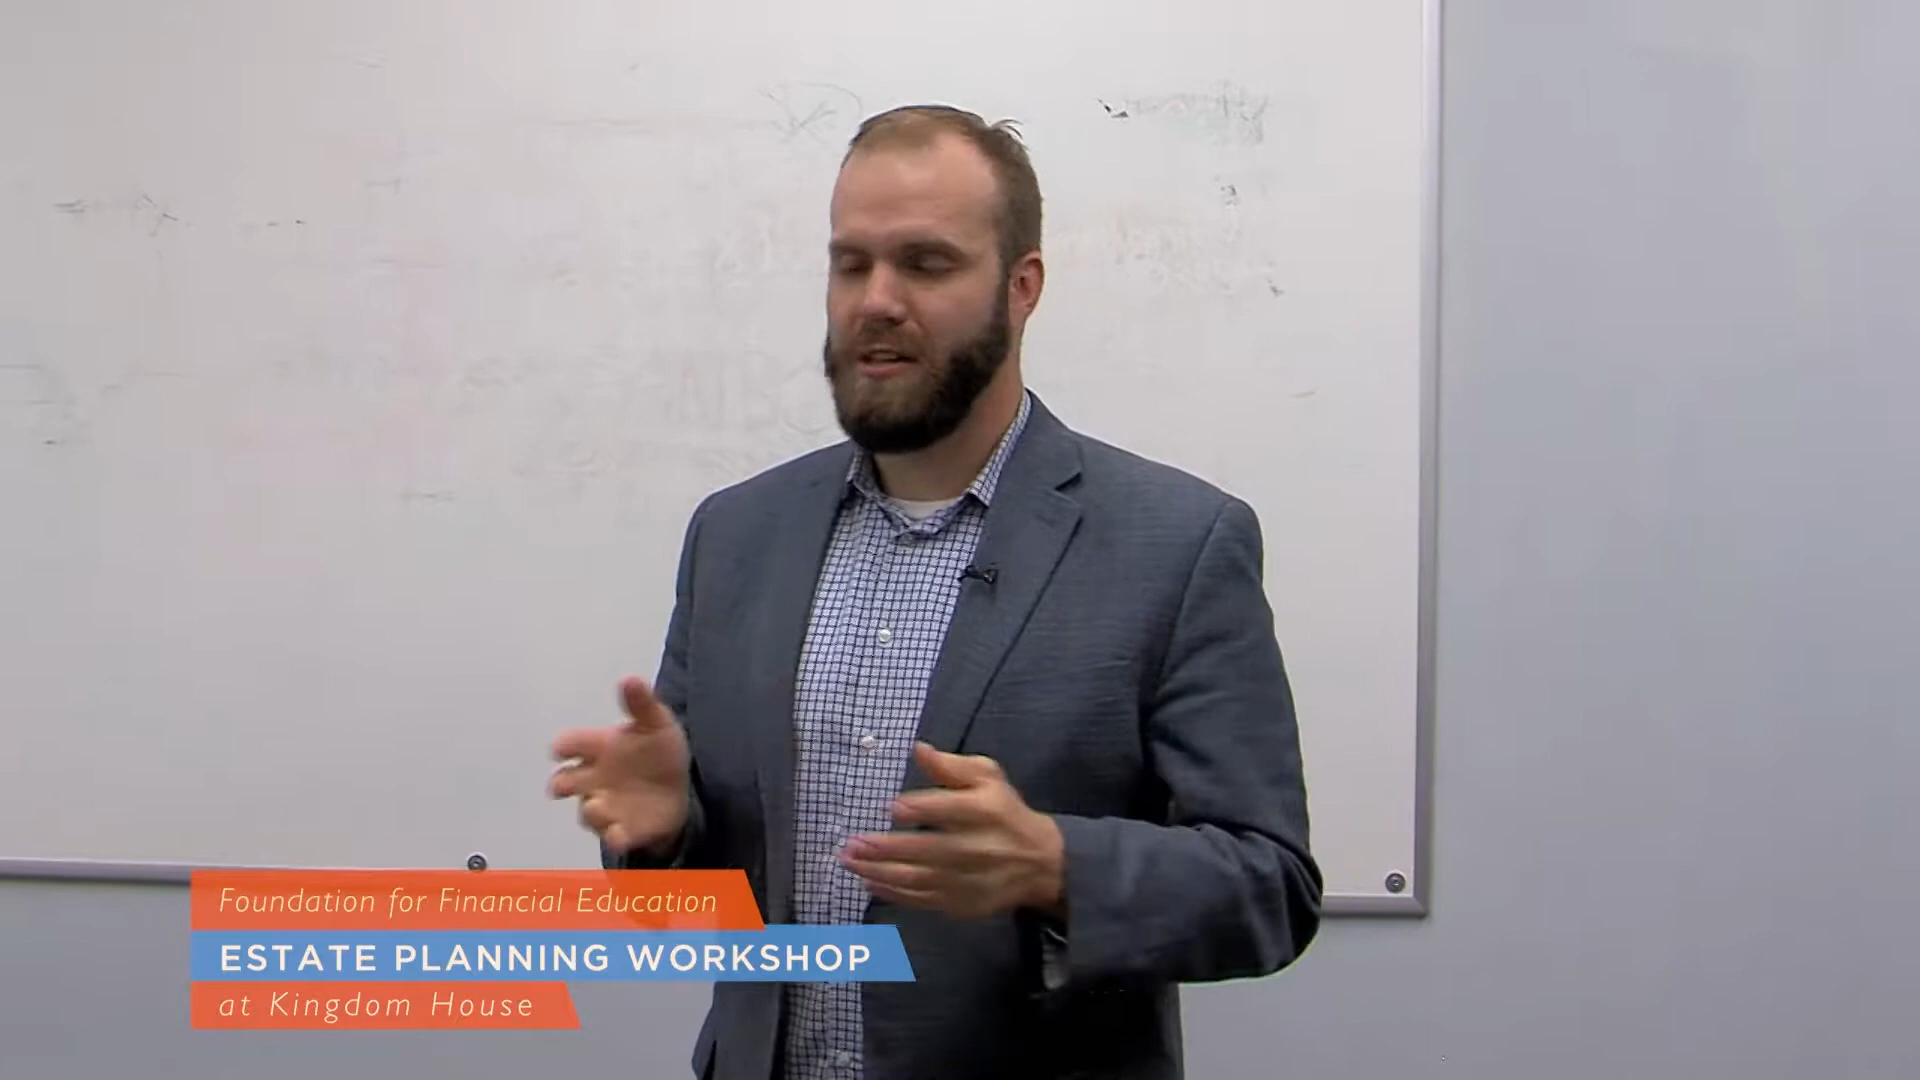 Foundation for Financial Education
ESTATE PLANNING WORKSHOP
at Kingdom House